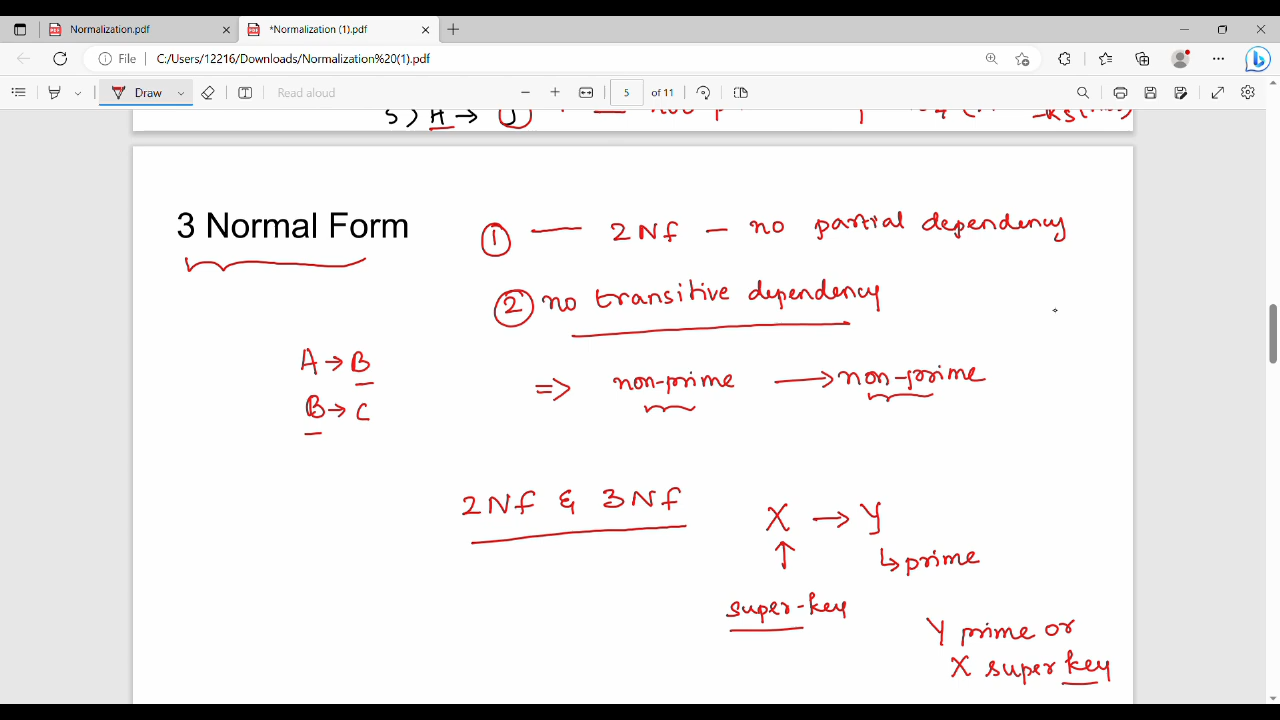 Normalization.pdf
*Normalization (1).pdf
File C:/Users/12216/Downloads/Normalization%20(1).pdf
Draw Read aloud 5 of 11
5) A →
3 Normal Form
① — 2Nf — no partial dependency
② no transitive dependency
A → B
⇒ non-prime → non-prime
B → C
2Nf & 3Nf
X → Y
↳ prime
super-key
Y prime or
X super key